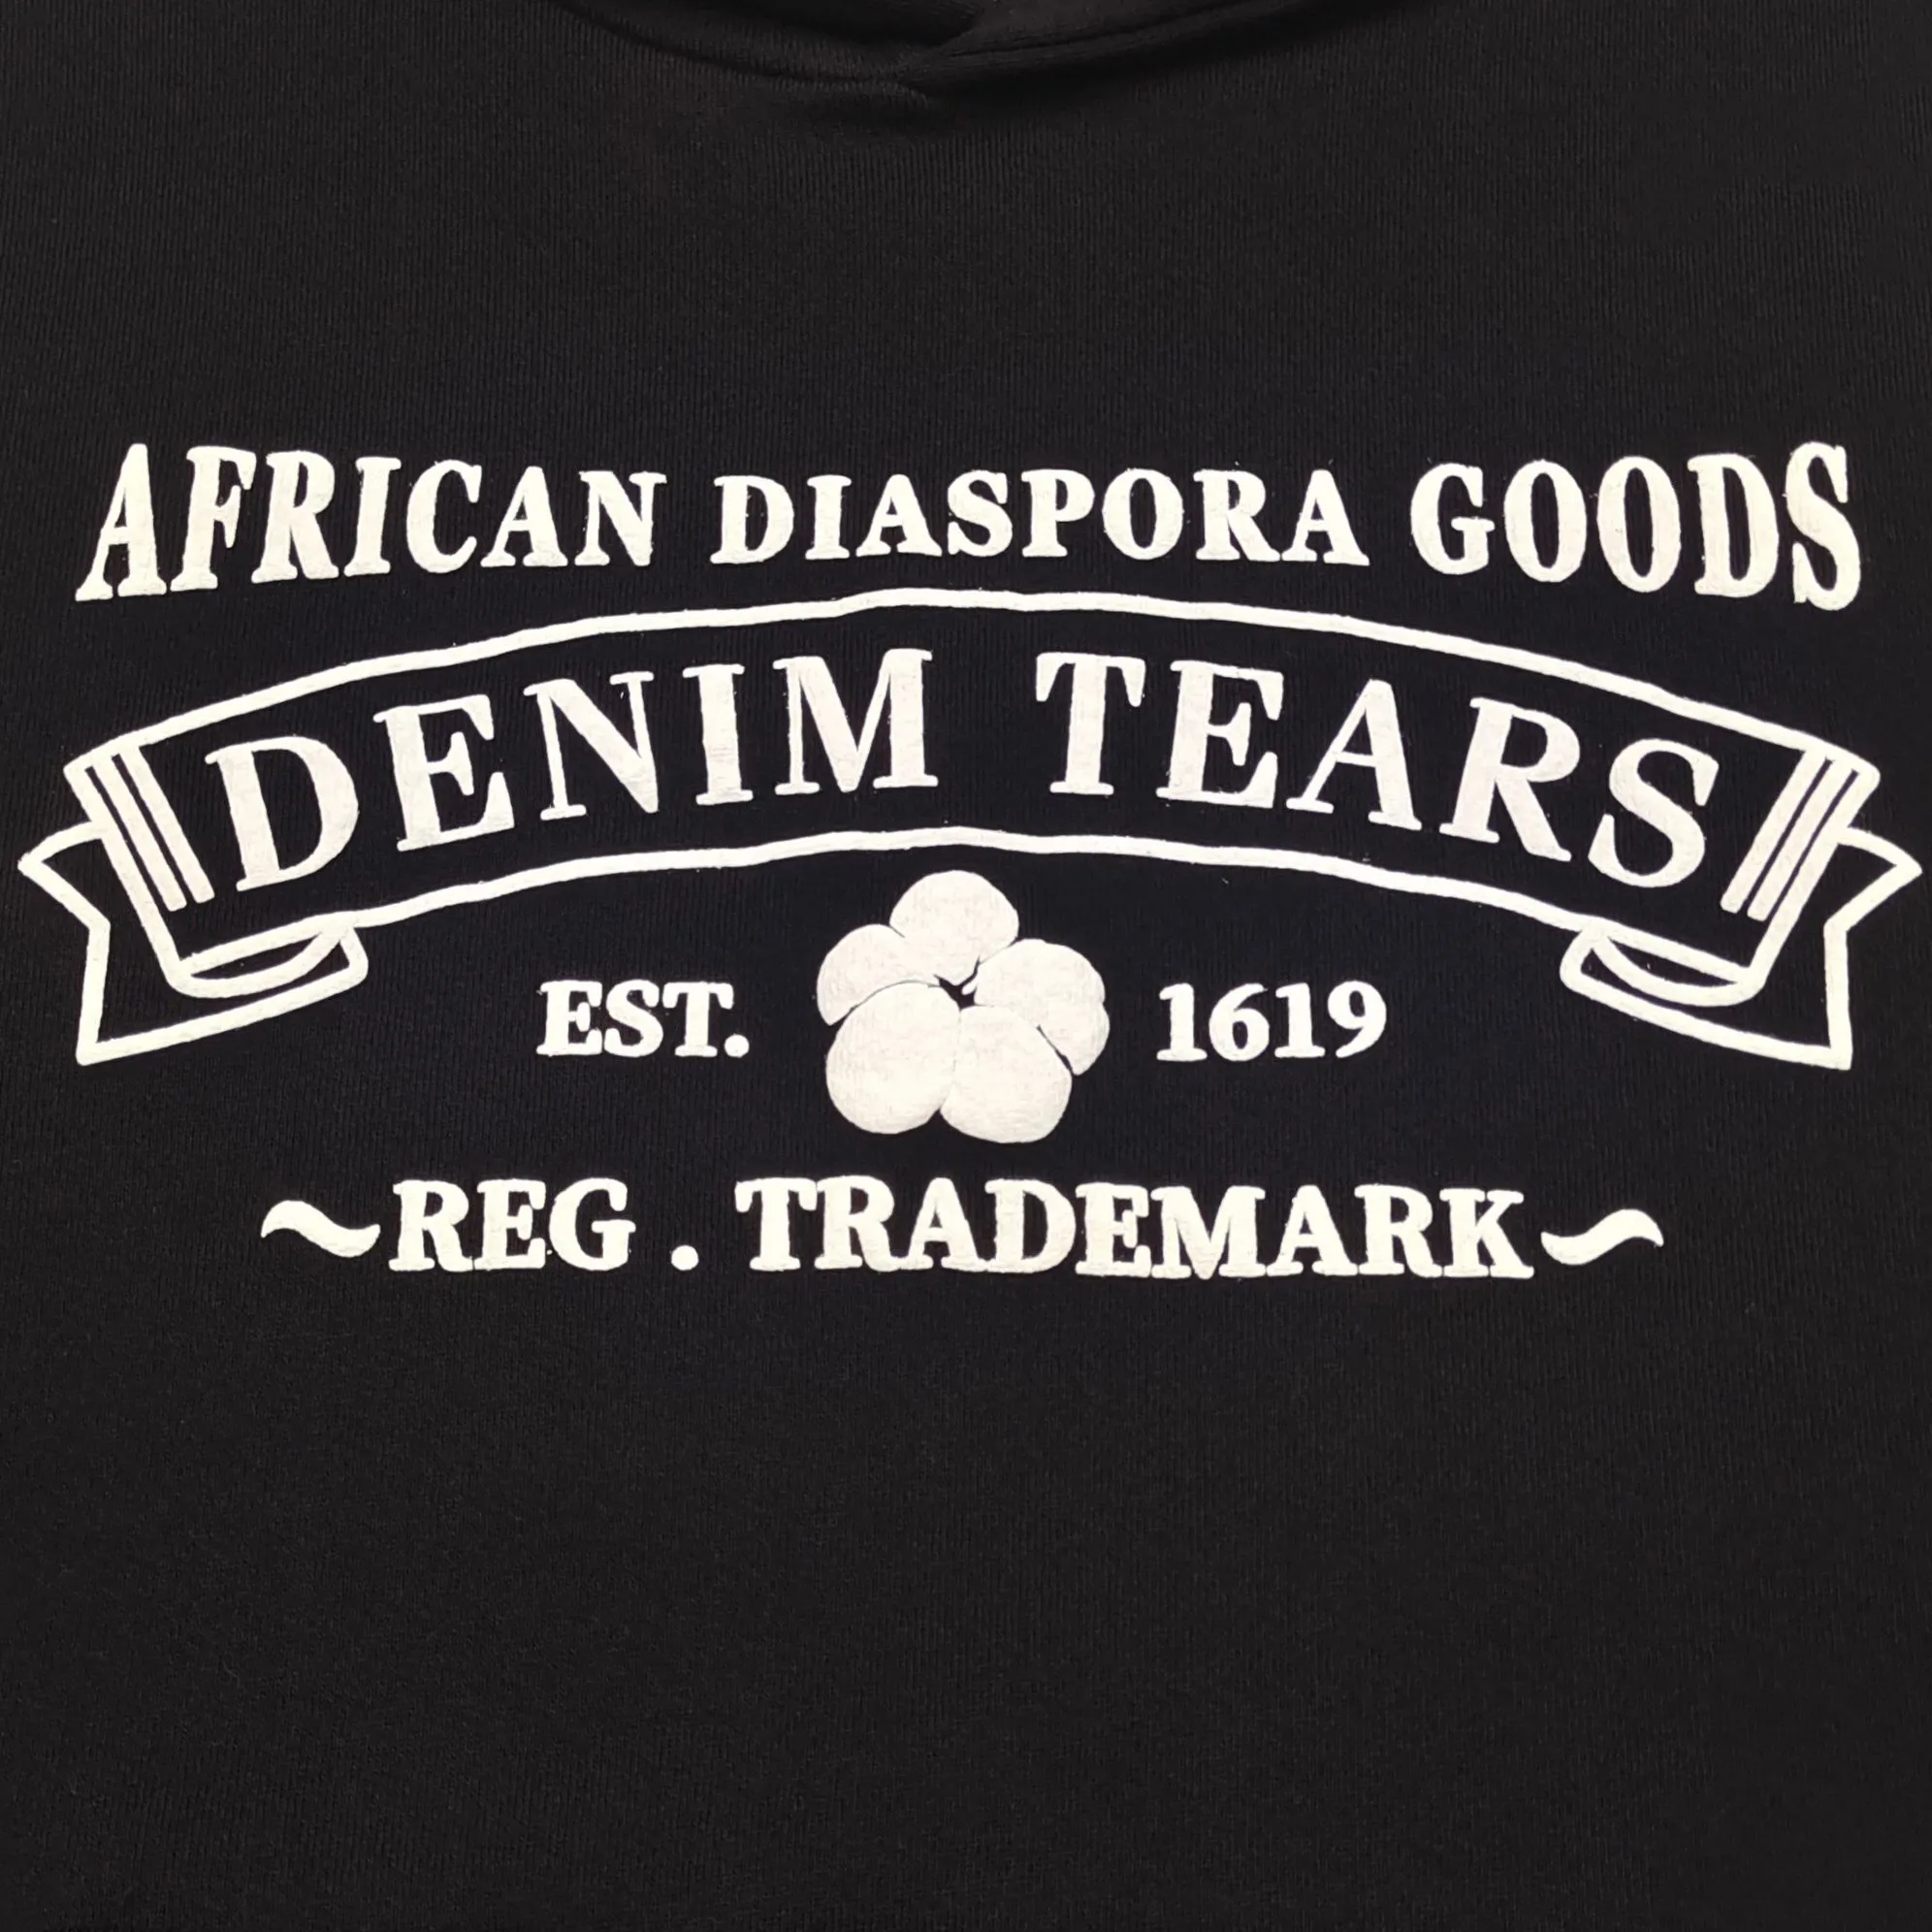 AFRICAN DIASPORA GOODS
DENIM TEARS
EST. 1619
~REG . TRADEMARK~